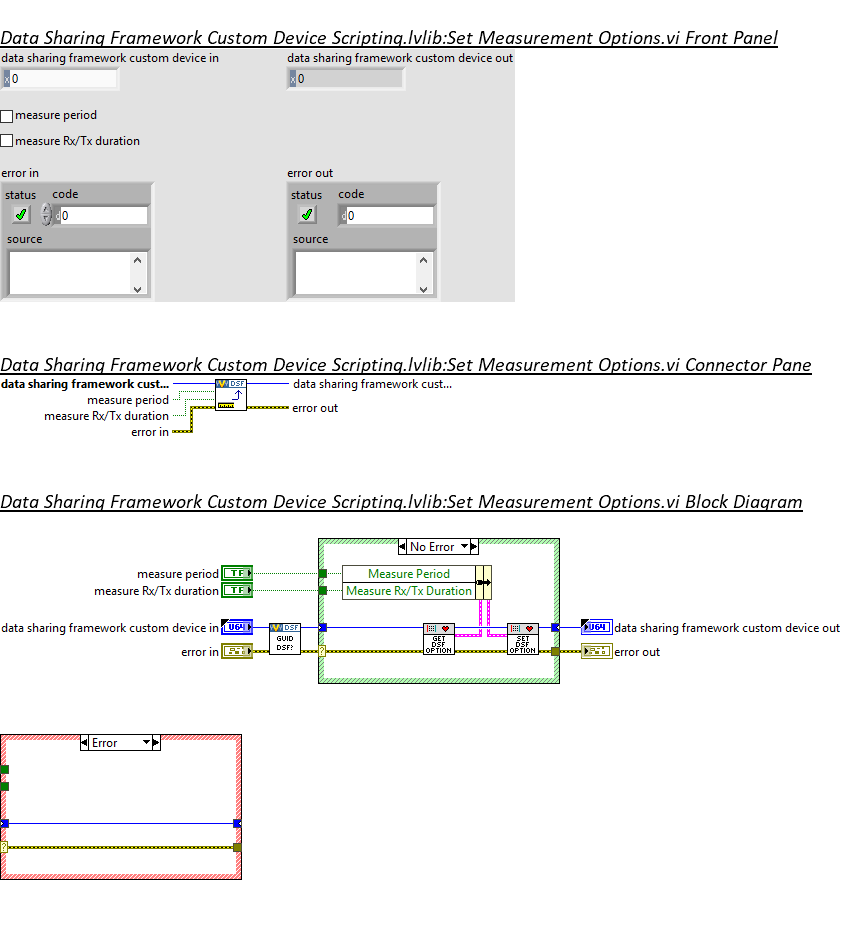 Data Sharing Framework Custom Device Scripting.lvlib:Set Measurement Options.vi Front Panel
data sharing framework custom device in
data sharing framework custom device out
x 0
x 0
measure period
measure Rx/Tx duration
error in
error out
status code
status code
d 0
d 0
source
source
Data Sharing Framework Custom Device Scripting.lvlib:Set Measurement Options.vi Connector Pane
data sharing framework cust...
DSF
data sharing framework cust...
measure period
measure Rx/Tx duration
error out
error in
Data Sharing Framework Custom Device Scripting.lvlib:Set Measurement Options.vi Block Diagram
No Error
measure period
TF
Measure Period
measure Rx/Tx duration
TF
Measure Rx/Tx Duration
data sharing framework custom device in
U64
DSF
GUID
DSF?
GET
DSF
OPTION
SET
DSF
OPTION
U64
data sharing framework custom device out
error in
?
error out
Error
?